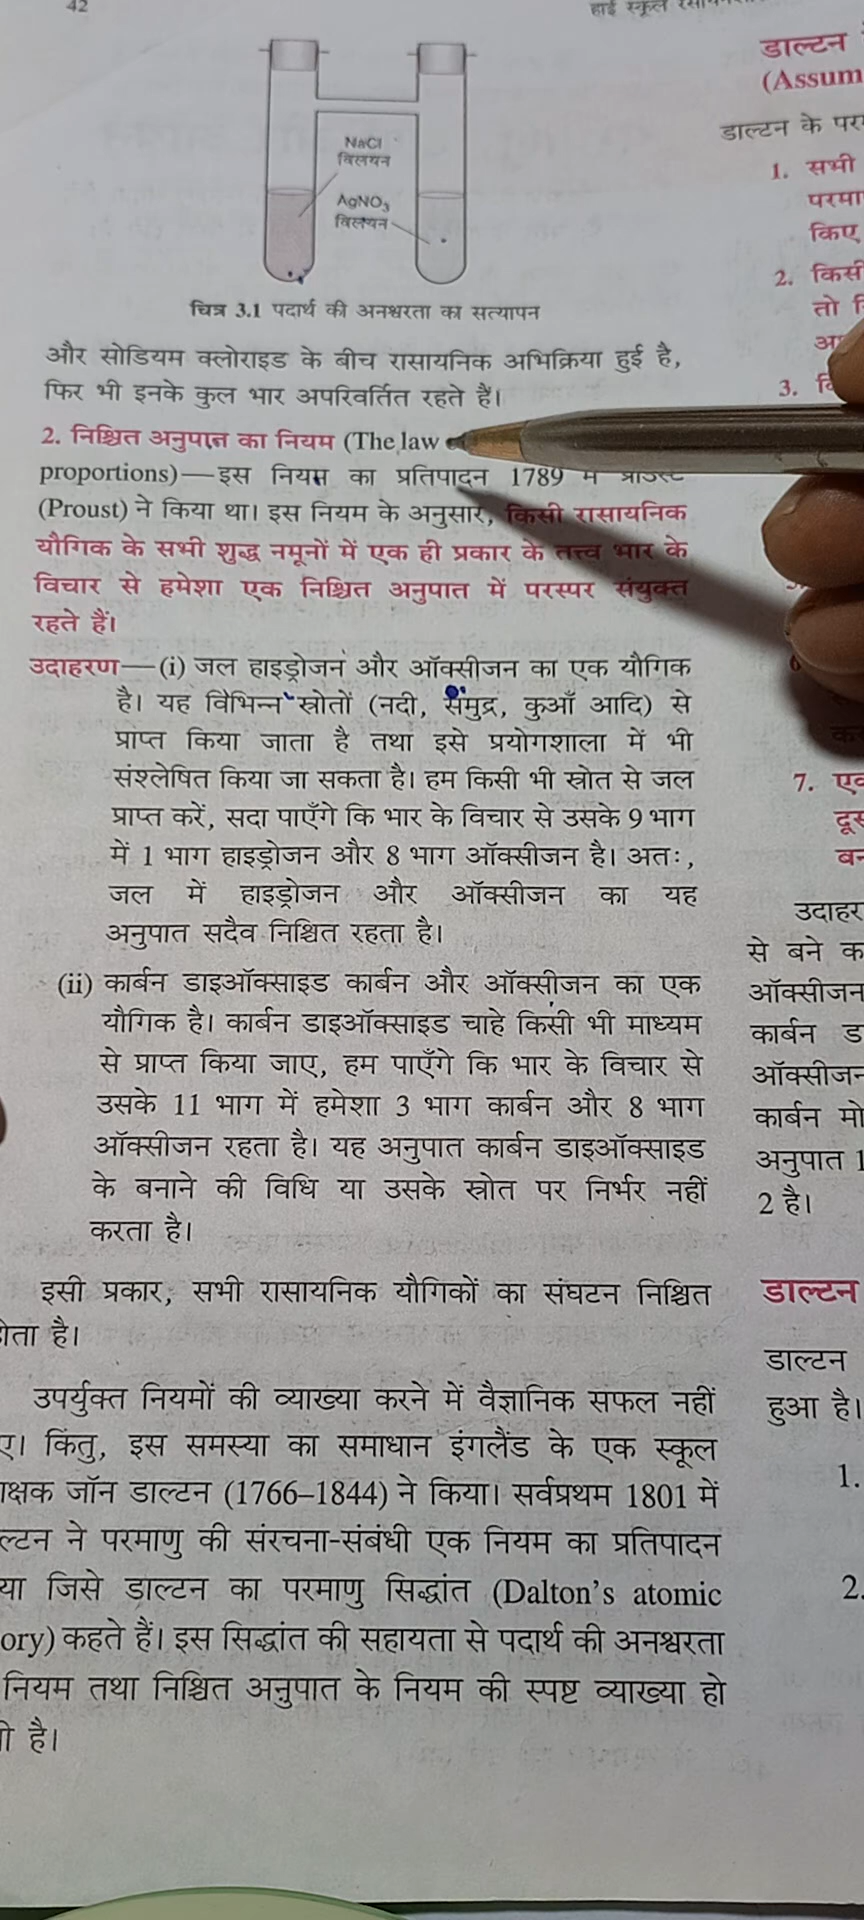 42
हाई स्कूल
NaCl
विलयन
AgNO3
विलयन
चित्र 3.1 पदार्थ की अनश्वरता का सत्यापन
और सोडियम क्लोराइड के बीच रासायनिक अभिक्रिया हुई है,
फिर भी इनके कुल भार अपरिवर्तित रहते हैं।
2. निश्चित अनुपात का नियम (The law
proportions)—इस नियम का प्रतिपादन 1789 में
(Proust) ने किया था। इस नियम के अनुसार, किसी रासायनिक
यौगिक के सभी शुद्ध नमूनों में एक ही प्रकार के तत्त्व भार के
विचार से हमेशा एक निश्चित अनुपात में परस्पर संयुक्त
रहते हैं।
उदाहरण—(i) जल हाइड्रोजन और ऑक्सीजन का एक यौगिक
है। यह विभिन्न स्रोतों (नदी, समुद्र, कुआँ आदि) से
प्राप्त किया जाता है तथा इसे प्रयोगशाला में भी
संश्लेषित किया जा सकता है। हम किसी भी स्रोत से जल
प्राप्त करें, सदा पाएँगे कि भार के विचार से उसके 9 भाग
में 1 भाग हाइड्रोजन और 8 भाग ऑक्सीजन है। अतः,
जल में हाइड्रोजन और ऑक्सीजन का यह
अनुपात सदैव निश्चित रहता है।
(ii) कार्बन डाइऑक्साइड कार्बन और ऑक्सीजन का एक
यौगिक है। कार्बन डाइऑक्साइड चाहे किसी भी माध्यम
से प्राप्त किया जाए, हम पाएँगे कि भार के विचार से
उसके 11 भाग में हमेशा 3 भाग कार्बन और 8 भाग
ऑक्सीजन रहता है। यह अनुपात कार्बन डाइऑक्साइड
के बनाने की विधि या उसके स्रोत पर निर्भर नहीं
करता है।
इसी प्रकार, सभी रासायनिक यौगिकों का संघटन निश्चित
है।
उपर्युक्त नियमों की व्याख्या करने में वैज्ञानिक सफल नहीं
किंतु, इस समस्या का समाधान इंगलैंड के एक स्कूल
जॉन डाल्टन (1766–1844) ने किया। सर्वप्रथम 1801 में
ने परमाणु की संरचना-संबंधी एक नियम का प्रतिपादन
जिसे डाल्टन का परमाणु सिद्धांत (Dalton's atomic
ory) कहते हैं। इस सिद्धांत की सहायता से पदार्थ की अनश्वरता
नियम तथा निश्चित अनुपात के नियम की स्पष्ट व्याख्या हो
है।
डाल्टन
(Assum
डाल्टन के
1. सभी
किए
2. किसी
तो
3.
7.
से बने
ऑक्सीजन
कार्बन
ऑक्सीजन
कार्बन मो
अनुपात 1
2 है।
डाल्टन
डाल्टन
हुआ है।
1.
2.